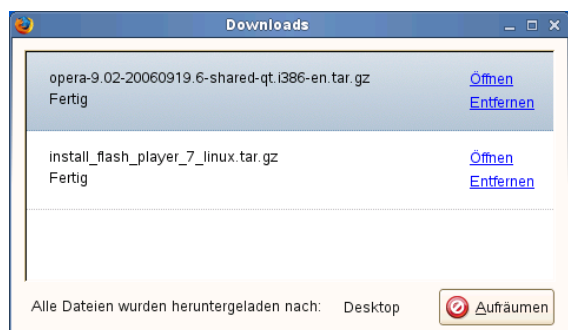 Downloads
opera-9.02-20060919.6-shared-qt.i386-en.tar.gz Öffnen
Fertig Entfernen
install_flash_player_7_linux.tar.gz Öffnen
Fertig Entfernen
Alle Dateien wurden heruntergeladen nach: Desktop Aufräumen